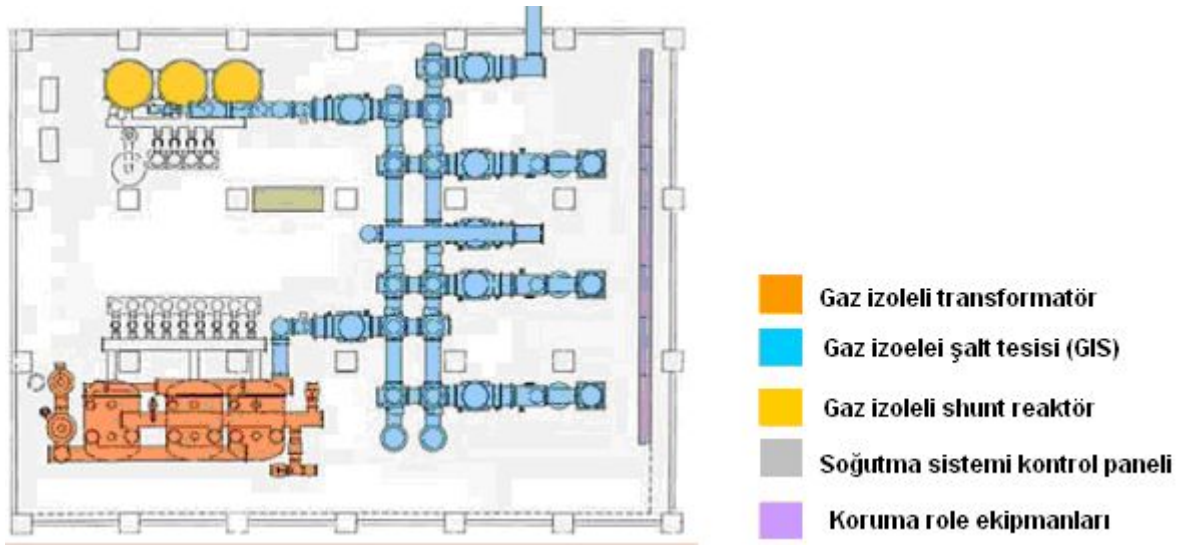 Gaz izoleli transformatör
Gaz izoelei şalt tesisi (GIS)
Gaz izoleli shunt reaktör
Soğutma sistemi kontrol paneli
Koruma role ekipmanları